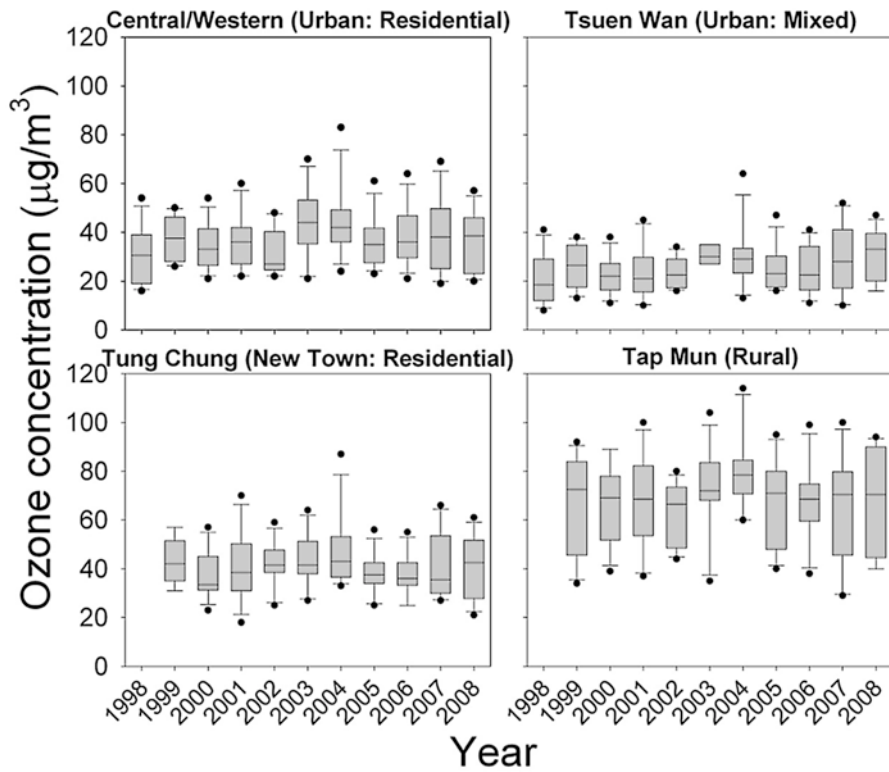 Central/Western (Urban: Residential)
Tsuen Wan (Urban: Mixed)
120
100
80
60
40
20
0
Tung Chung (New Town: Residential)
Tap Mun (Rural)
120
100
80
60
40
20
0
Ozone concentration (μg/m³)
1998 1999 2000 2001 2002 2003 2004 2005 2006 2007 2008
1998 1999 2000 2001 2002 2003 2004 2005 2006 2007 2008
Year